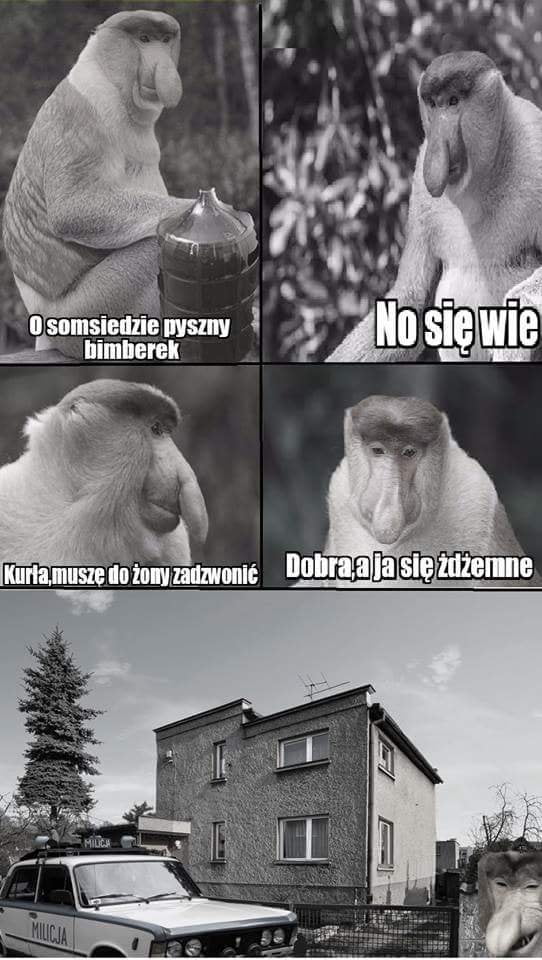 O somsiedzie pyszny
bimberek
No się wie
Kurła,muszę do żony zadzwonić
Dobra,a ja się żdżemne
MILICJA
MILICJA